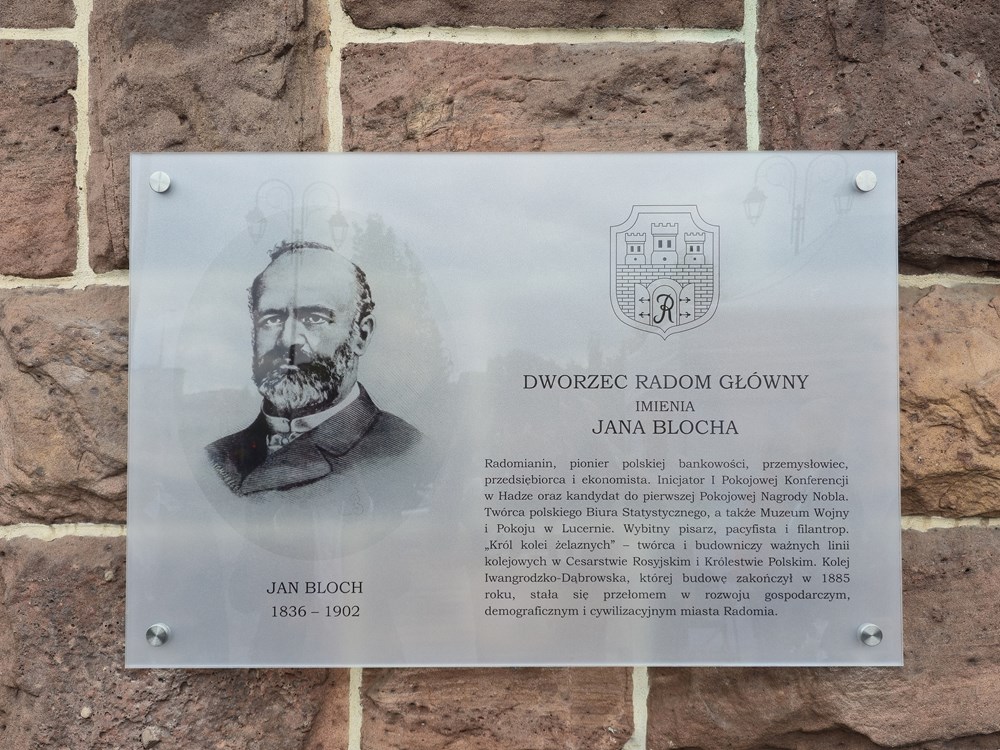 R
DWORZEC RADOM GŁÓWNY
IMIENIA
JANA BLOCHA
Radomianin, pionier polskiej bankowości, przemysłowiec,
przedsiębiorca i ekonomista. Inicjator I Pokojowej Konferencji
w Hadze oraz kandydat do pierwszej Pokojowej Nagrody Nobla.
Twórca polskiego Biura Statystycznego, a także Muzeum Wojny
i Pokoju w Lucernie. Wybitny pisarz, pacyfista i filantrop.
„Król kolei żelaznych” – twórca i budowniczy ważnych linii
kolejowych w Cesarstwie Rosyjskim i Królestwie Polskim. Kolej
Iwangrodzko-Dąbrowska, której budowę zakończył w 1885
roku, stała się przełomem w rozwoju gospodarczym,
demograficznym i cywilizacyjnym miasta Radomia.
JAN BLOCH
1836 – 1902